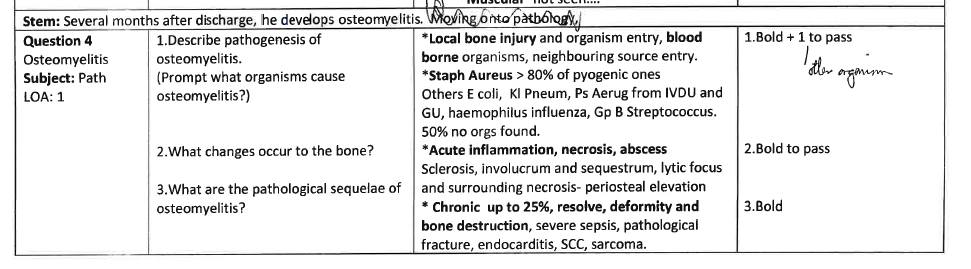 Muscular not seen....
Stem: Several months after discharge, he develops osteomyelitis. Moving onto pathology,
Question 4
Osteomyelitis
Subject: Path
LOA: 1
1.Describe pathogenesis of
osteomyelitis.
(Prompt what organisms cause
osteomyelitis?)
2.What changes occur to the bone?
3.What are the pathological sequelae of
osteomyelitis?
*Local bone injury and organism entry, blood
borne organisms, neighbouring source entry.
*Staph Aureus > 80% of pyogenic ones
Others E coli, Kl Pneum, Ps Aerug from IVDU and
GU, haemophilus influenza, Gp B Streptococcus.
50% no orgs found.
*Acute inflammation, necrosis, abscess
Sclerosis, involucrum and sequestrum, lytic focus
and surrounding necrosis- periosteal elevation
* Chronic up to 25%, resolve, deformity and
bone destruction, severe sepsis, pathological
fracture, endocarditis, SCC, sarcoma.
1.Bold + 1 to pass
other organism
2.Bold to pass
3.Bold